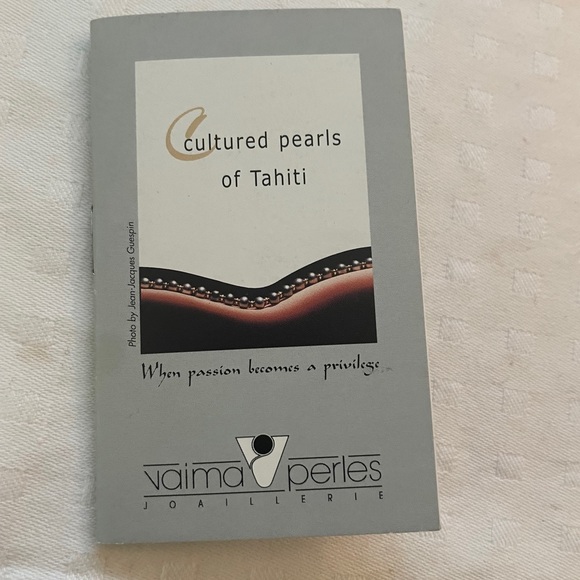 Cultured pearls
of Tahiti
Photo by Jean-Jacques Guespin
When passion becomes a privilege...
vaima perles
JOAILLERIE